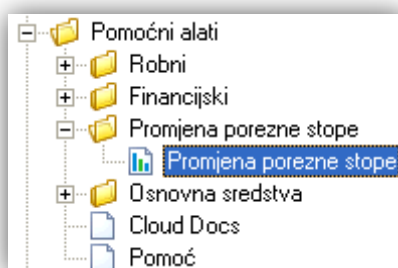 Pomoćni alati
Robni
Financijski
Promjena porezne stope
Promjena porezne stope
Osnovna sredstva
Cloud Docs
Pomoć